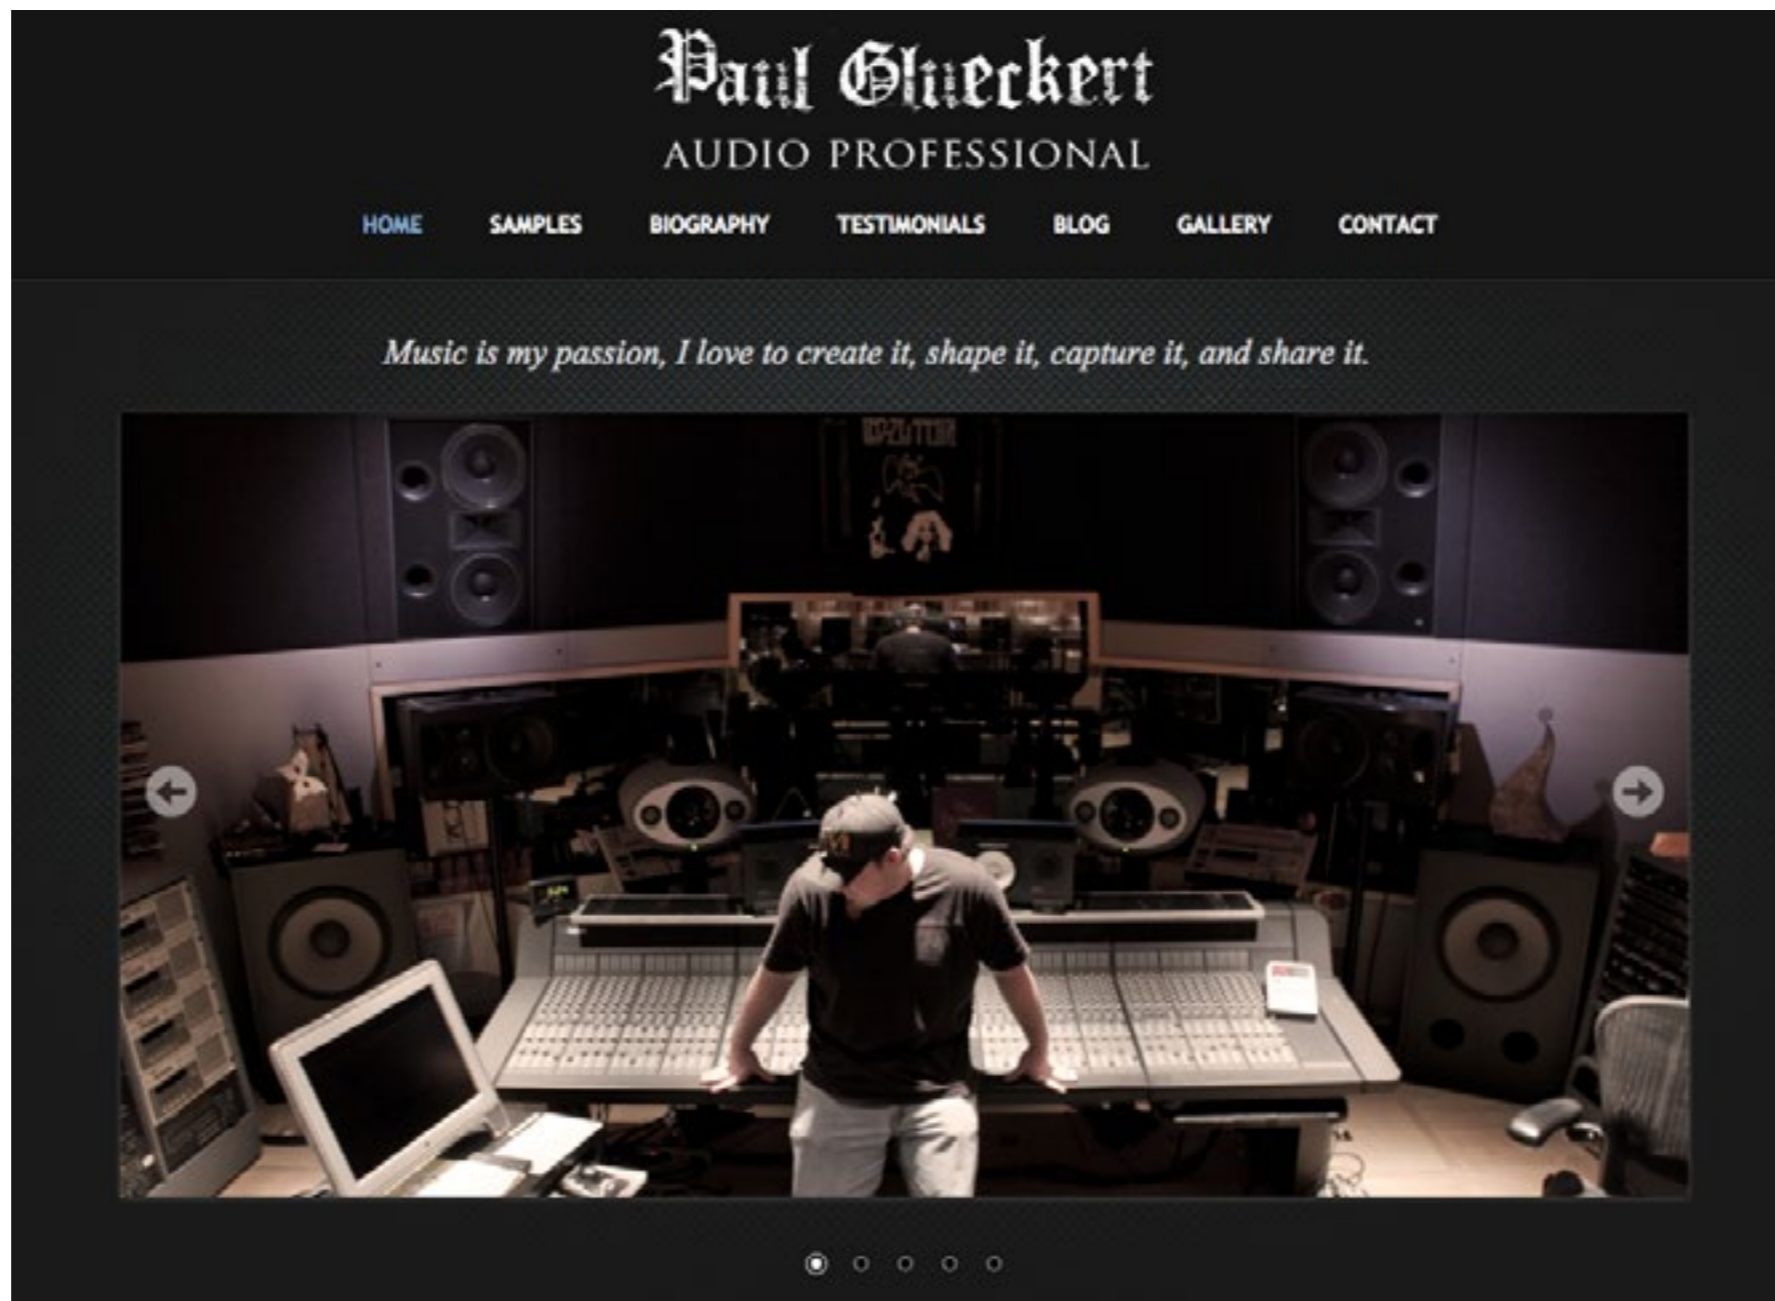 Paul Glueckert
AUDIO PROFESSIONAL
HOME SAMPLES BIOGRAPHY TESTIMONIALS BLOG GALLERY CONTACT
Music is my passion, I love to create it, shape it, capture it, and share it.